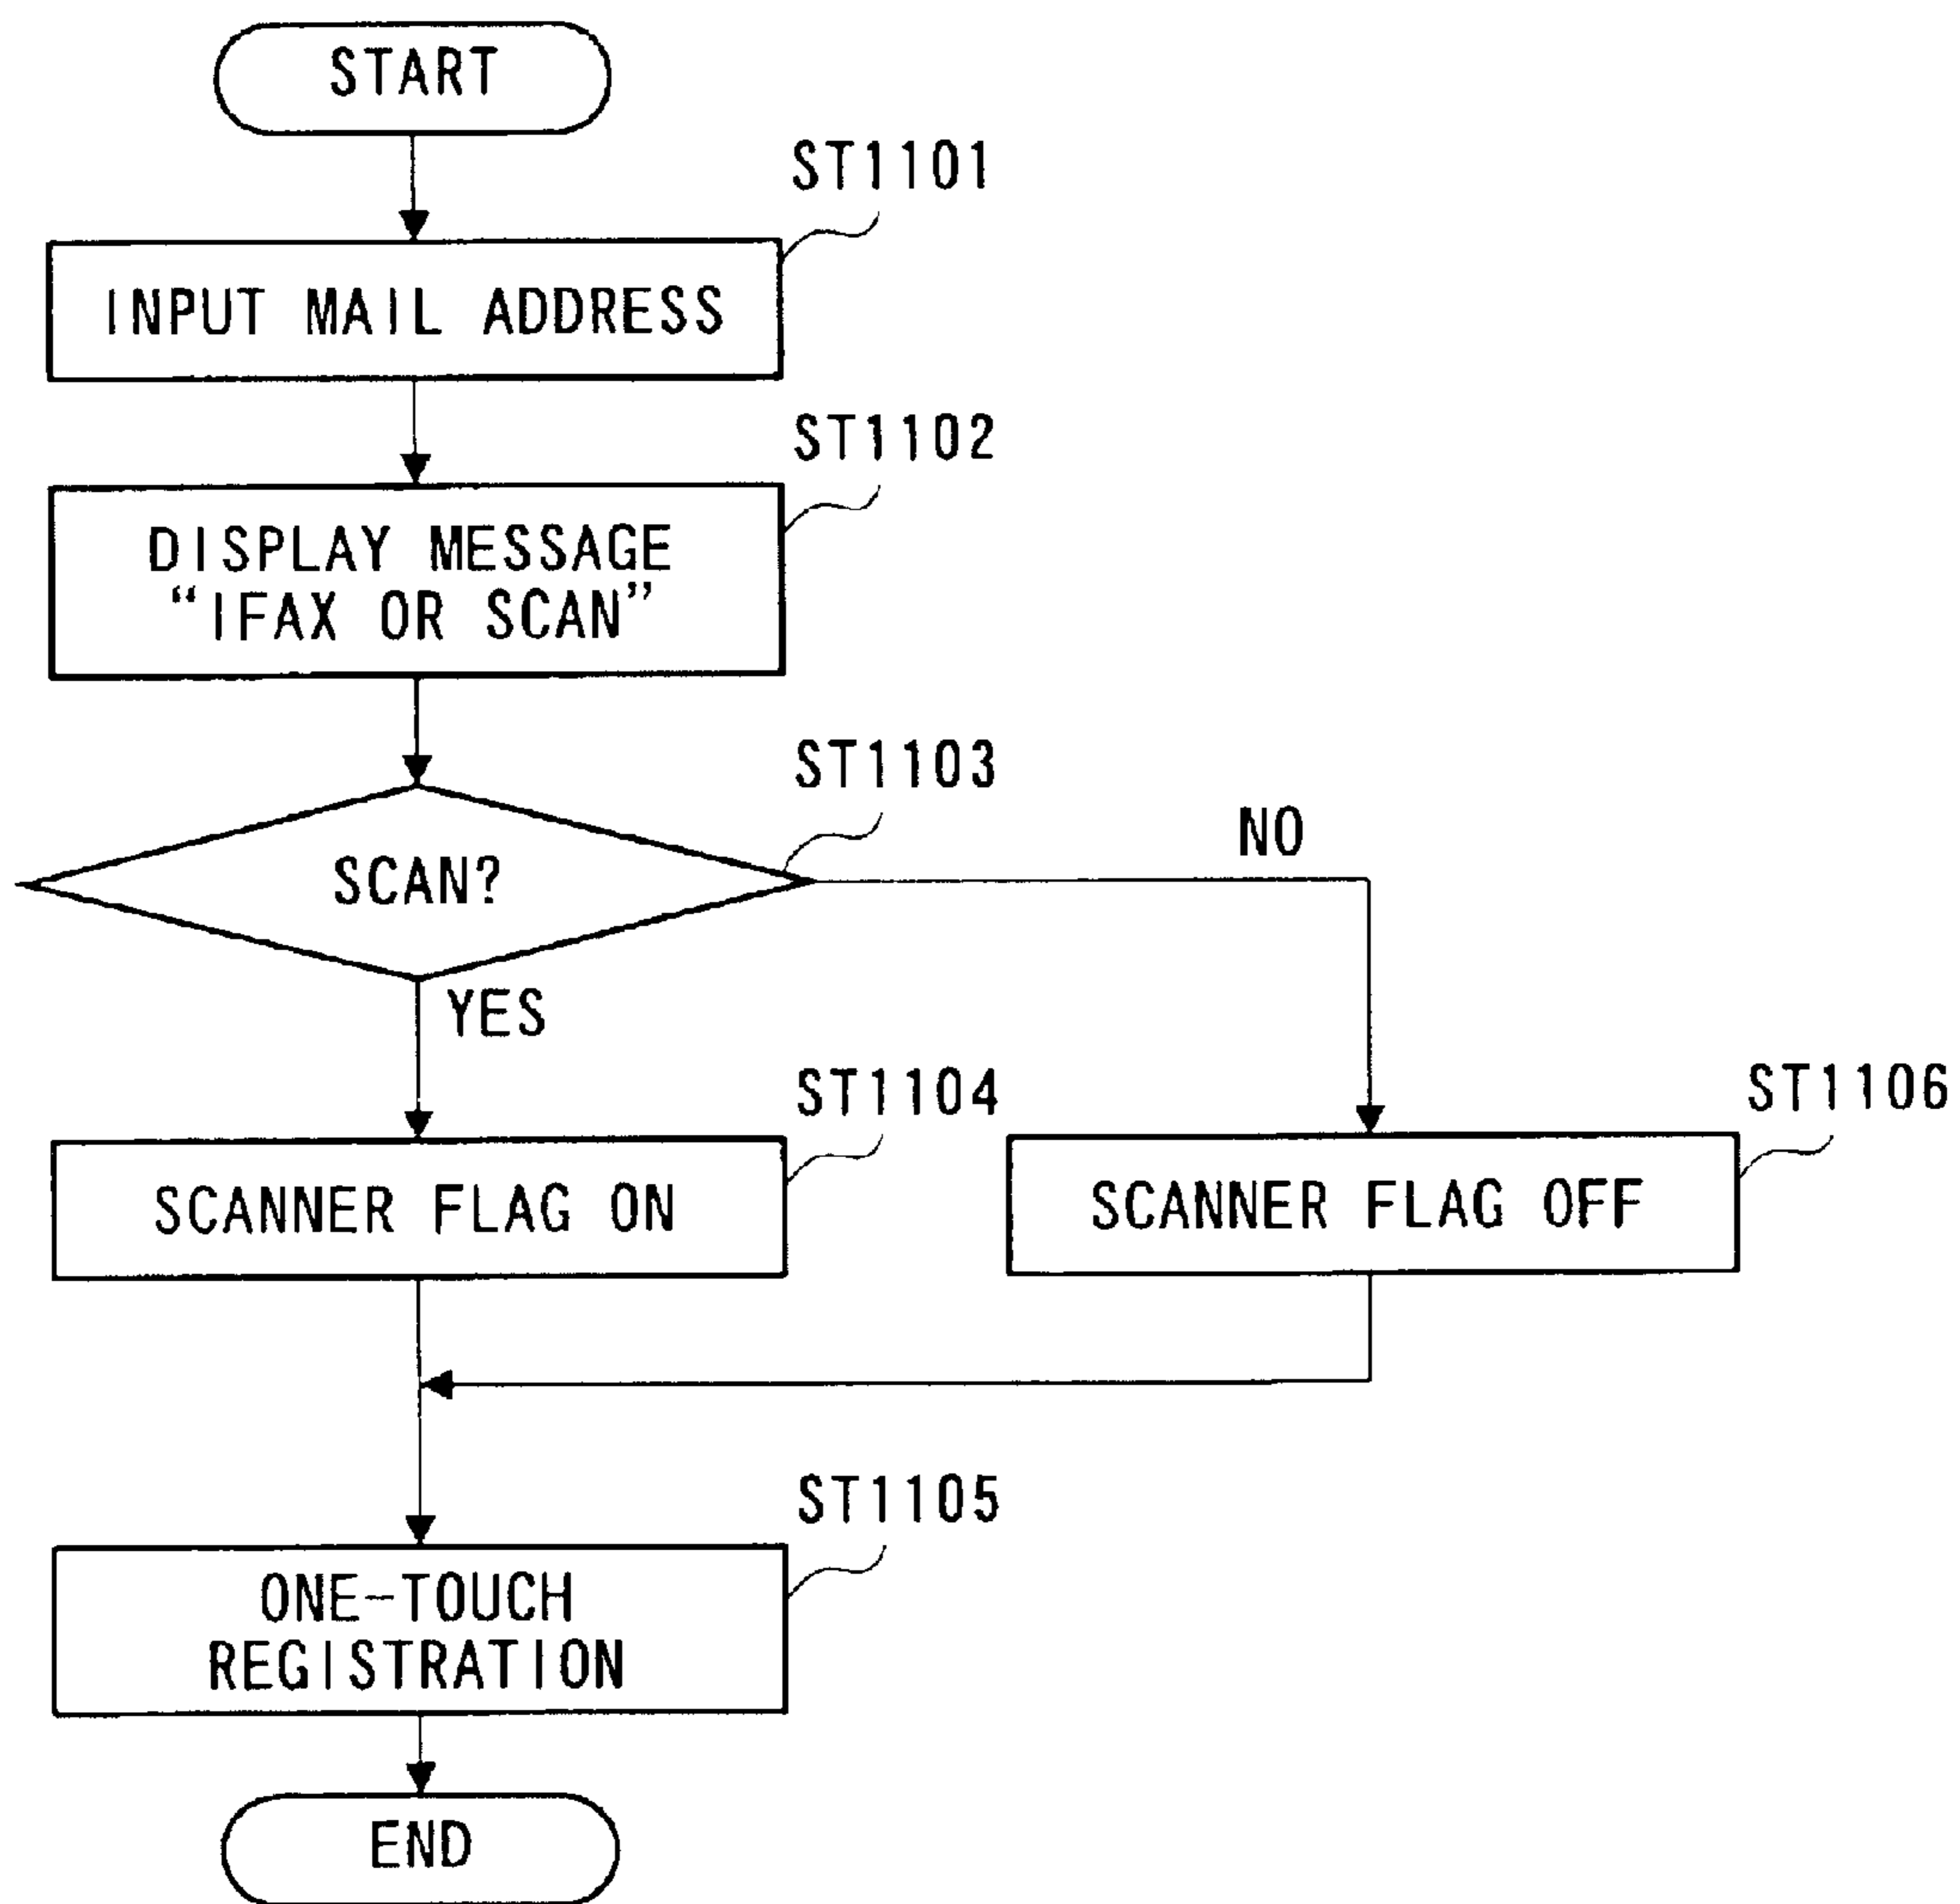 START
ST1101
INPUT MAIL ADDRESS
ST1102
DISPLAY MESSAGE
“IFAX OR SCAN”
ST1103
SCAN?
NO
YES
ST1104
SCANNER FLAG ON
ST1106
SCANNER FLAG OFF
ST1105
ONE-TOUCH
REGISTRATION
END